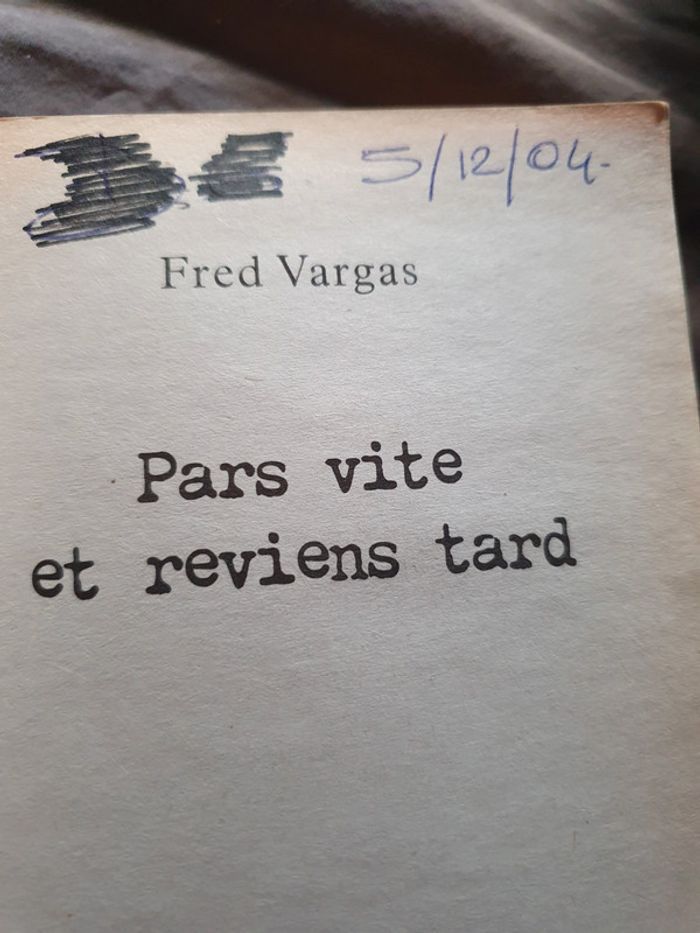 5/12/04.
Fred Vargas
Pars vite
et reviens tard